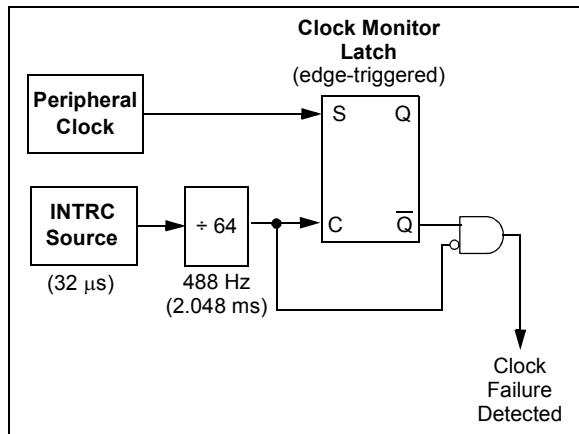 Clock Monitor
Latch
(edge-triggered)
Peripheral
Clock
S Q
INTRC
Source
÷ 64
C Q̅
(32 μs)
488 Hz
(2.048 ms)
Clock
Failure
Detected